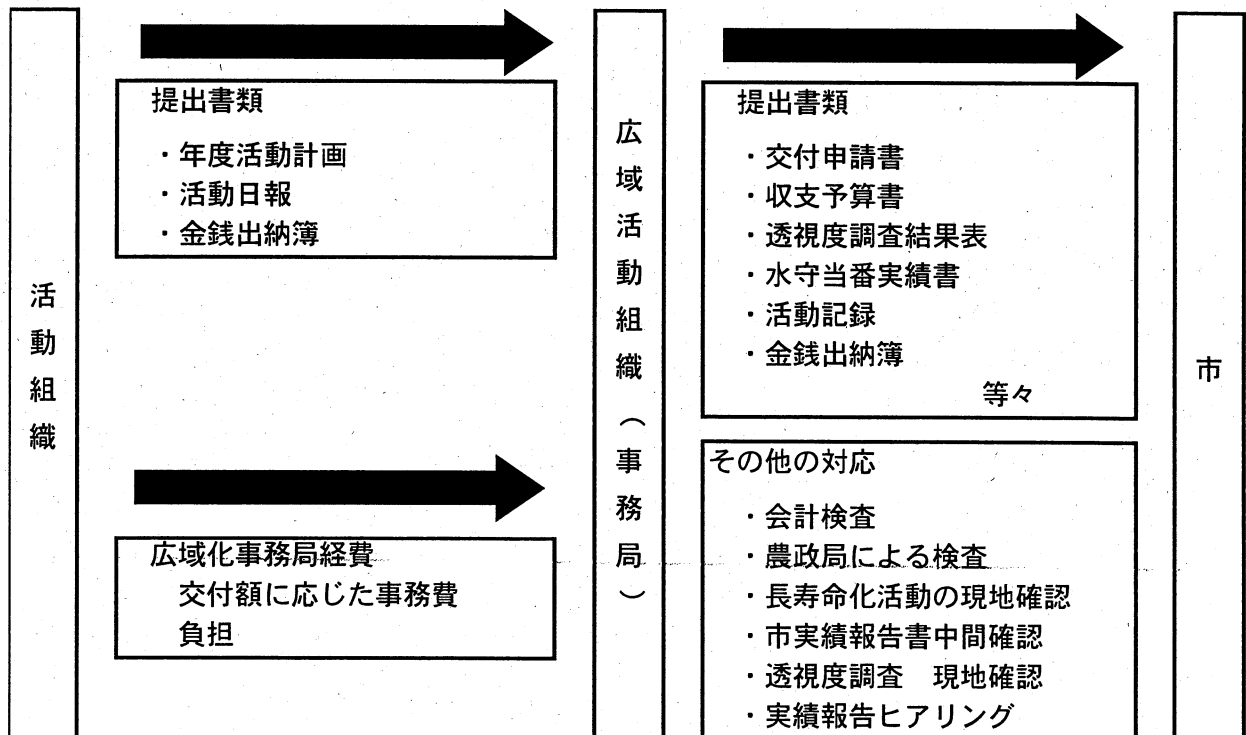 活動組織
提出書類
・年度活動計画
・活動日報
・金銭出納簿
広域化事務局経費
交付額に応じた事務費
負担
広域活動組織（事務局）
提出書類
・交付申請書
・収支予算書
・透視度調査結果表
・水守当番実績書
・活動記録
・金銭出納簿
等々
その他の対応
・会計検査
・農政局による検査
・長寿命化活動の現地確認
・市実績報告書中間確認
・透視度調査　現地確認
・実績報告ヒアリング
市